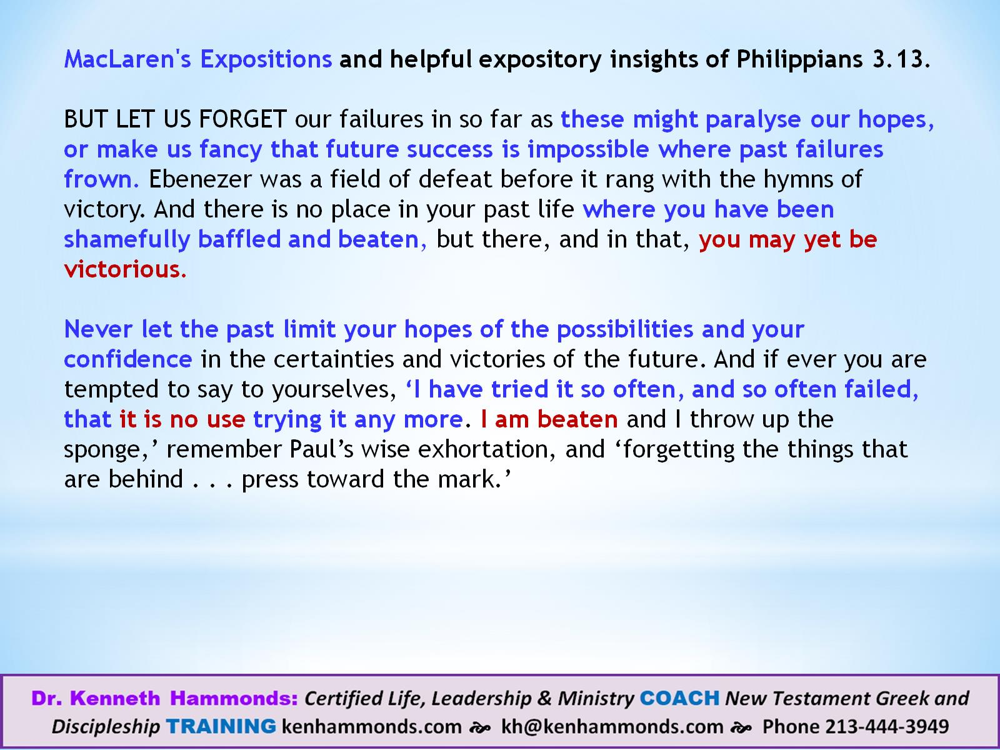 MacLaren's Expositions and helpful expository insights of Philippians 3.13.
BUT LET US FORGET our failures in so far as these might paralyse our hopes,
or make us fancy that future success is impossible where past failures
frown. Ebenezer was a field of defeat before it rang with the hymns of
victory. And there is no place in your past life where you have been
shamefully baffled and beaten, but there, and in that, you may yet be
victorious.
Never let the past limit your hopes of the possibilities and your
confidence in the certainties and victories of the future. And if ever you are
tempted to say to yourselves, ‘I have tried it so often, and so often failed,
that it is no use trying it any more. I am beaten and I throw up the
sponge,’ remember Paul’s wise exhortation, and ‘forgetting the things that
are behind . . . press toward the mark.’
Dr. Kenneth Hammonds: Certified Life, Leadership & Ministry COACH New Testament Greek and
Discipleship TRAINING kenhammonds.com kh@kenhammonds.com Phone 213-444-3949